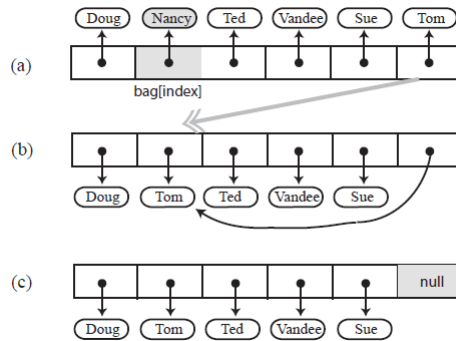 Doug Nancy Ted Vandee Sue Tom
(a)
bag[index]
(b)
Doug Tom Ted Vandee Sue
(c) null
Doug Tom Ted Vandee Sue